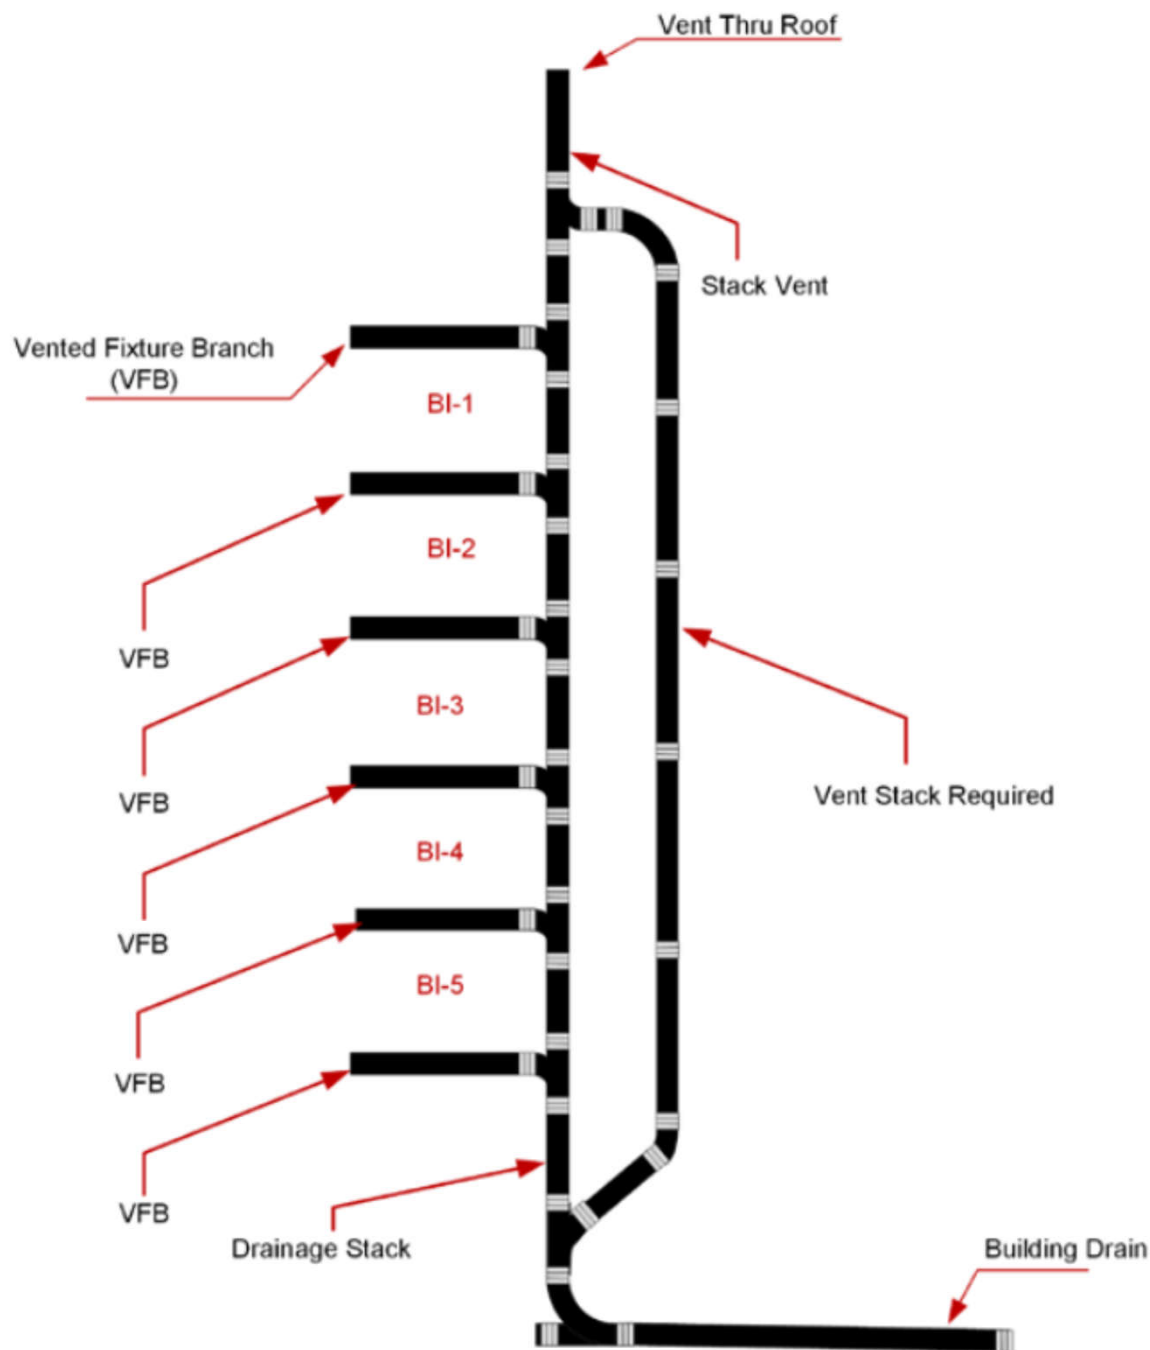 Vent Thru Roof
Stack Vent
Vented Fixture Branch
(VFB)
BI-1
BI-2
VFB
BI-3
Vent Stack Required
VFB
BI-4
VFB
BI-5
VFB
VFB
Drainage Stack
Building Drain